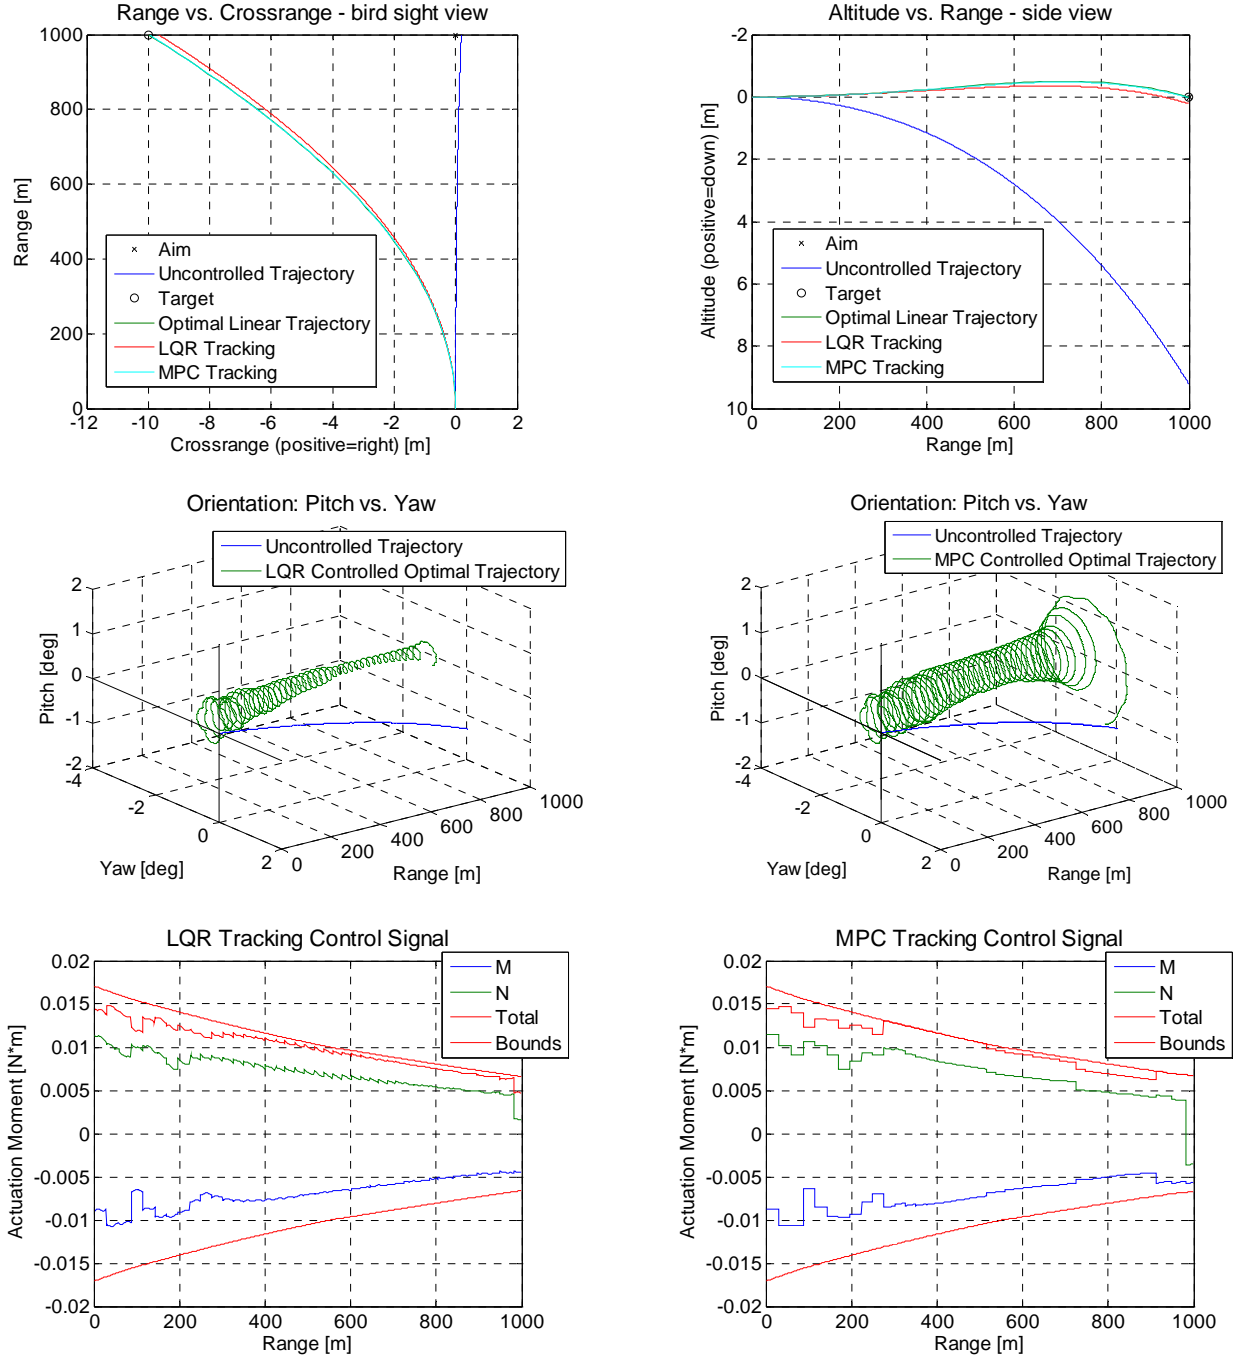 Range vs. Crossrange - bird sight view
1000
800
600
400
200
0
Range [m]
Aim
Uncontrolled Trajectory
Target
Optimal Linear Trajectory
LQR Tracking
MPC Tracking
-12 -10 -8 -6 -4 -2 0 2
Crossrange (positive=right) [m]
Altitude vs. Range - side view
-2
0
2
4
6
8
10
Altitude (positive=down) [m]
Aim
Uncontrolled Trajectory
Target
Optimal Linear Trajectory
LQR Tracking
MPC Tracking
0 200 400 600 800 1000
Range [m]
Orientation: Pitch vs. Yaw
Uncontrolled Trajectory
LQR Controlled Optimal Trajectory
2
1
0
-1
-2
Pitch [deg]
-4
-2
0
2
Yaw [deg]
0
200
400
600
800
1000
Range [m]
Orientation: Pitch vs. Yaw
Uncontrolled Trajectory
MPC Controlled Optimal Trajectory
2
1
0
-1
-2
Pitch [deg]
-4
-2
0
2
Yaw [deg]
0
200
400
600
800
1000
Range [m]
LQR Tracking Control Signal
M
N
Total
Bounds
0.02
0.015
0.01
0.005
0
-0.005
-0.01
-0.015
-0.02
Actuation Moment [N*m]
0 200 400 600 800 1000
Range [m]
MPC Tracking Control Signal
M
N
Total
Bounds
0.02
0.015
0.01
0.005
0
-0.005
-0.01
-0.015
-0.02
Actuation Moment [N*m]
0 200 400 600 800 1000
Range [m]